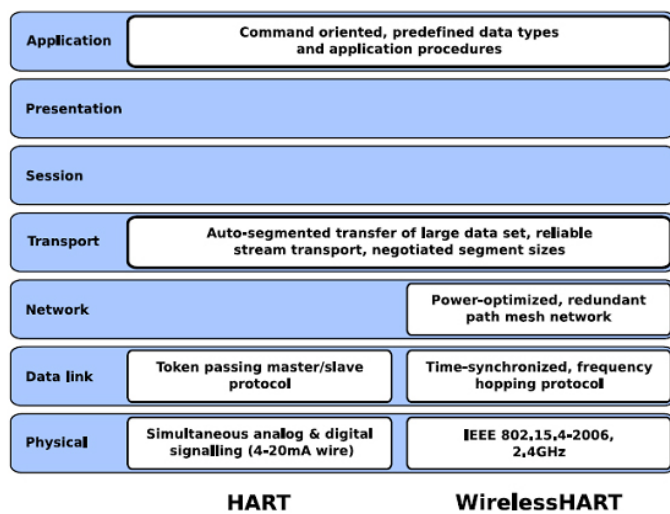 Application
Command oriented, predefined data types
and application procedures
Presentation
Session
Transport
Auto-segmented transfer of large data set, reliable
stream transport, negotiated segment sizes
Network
Power-optimized, redundant
path mesh network
Data link
Token passing master/slave
protocol
Time-synchronized, frequency
hopping protocol
Physical
Simultaneous analog & digital
signalling (4-20mA wire)
IEEE 802.15.4-2006,
2.4GHz
HART
WirelessHART